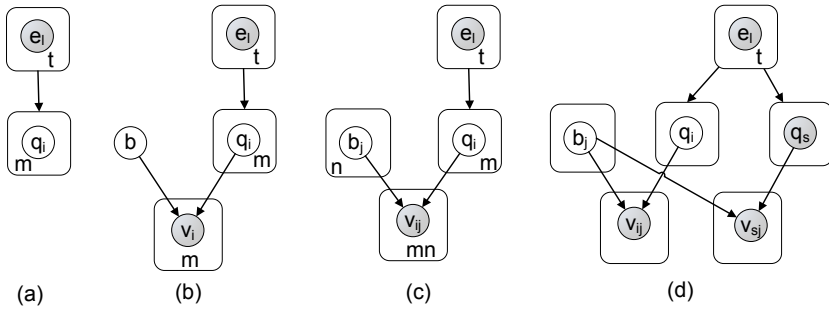 e_l
t
q_i
m
(a)
e_l
t
b
q_i
m
v_i
m
(b)
e_l
t
b_j
n
q_i
m
v_ij
mn
(c)
e_l
t
b_j
q_i
q_s
v_ij
v_sj
(d)